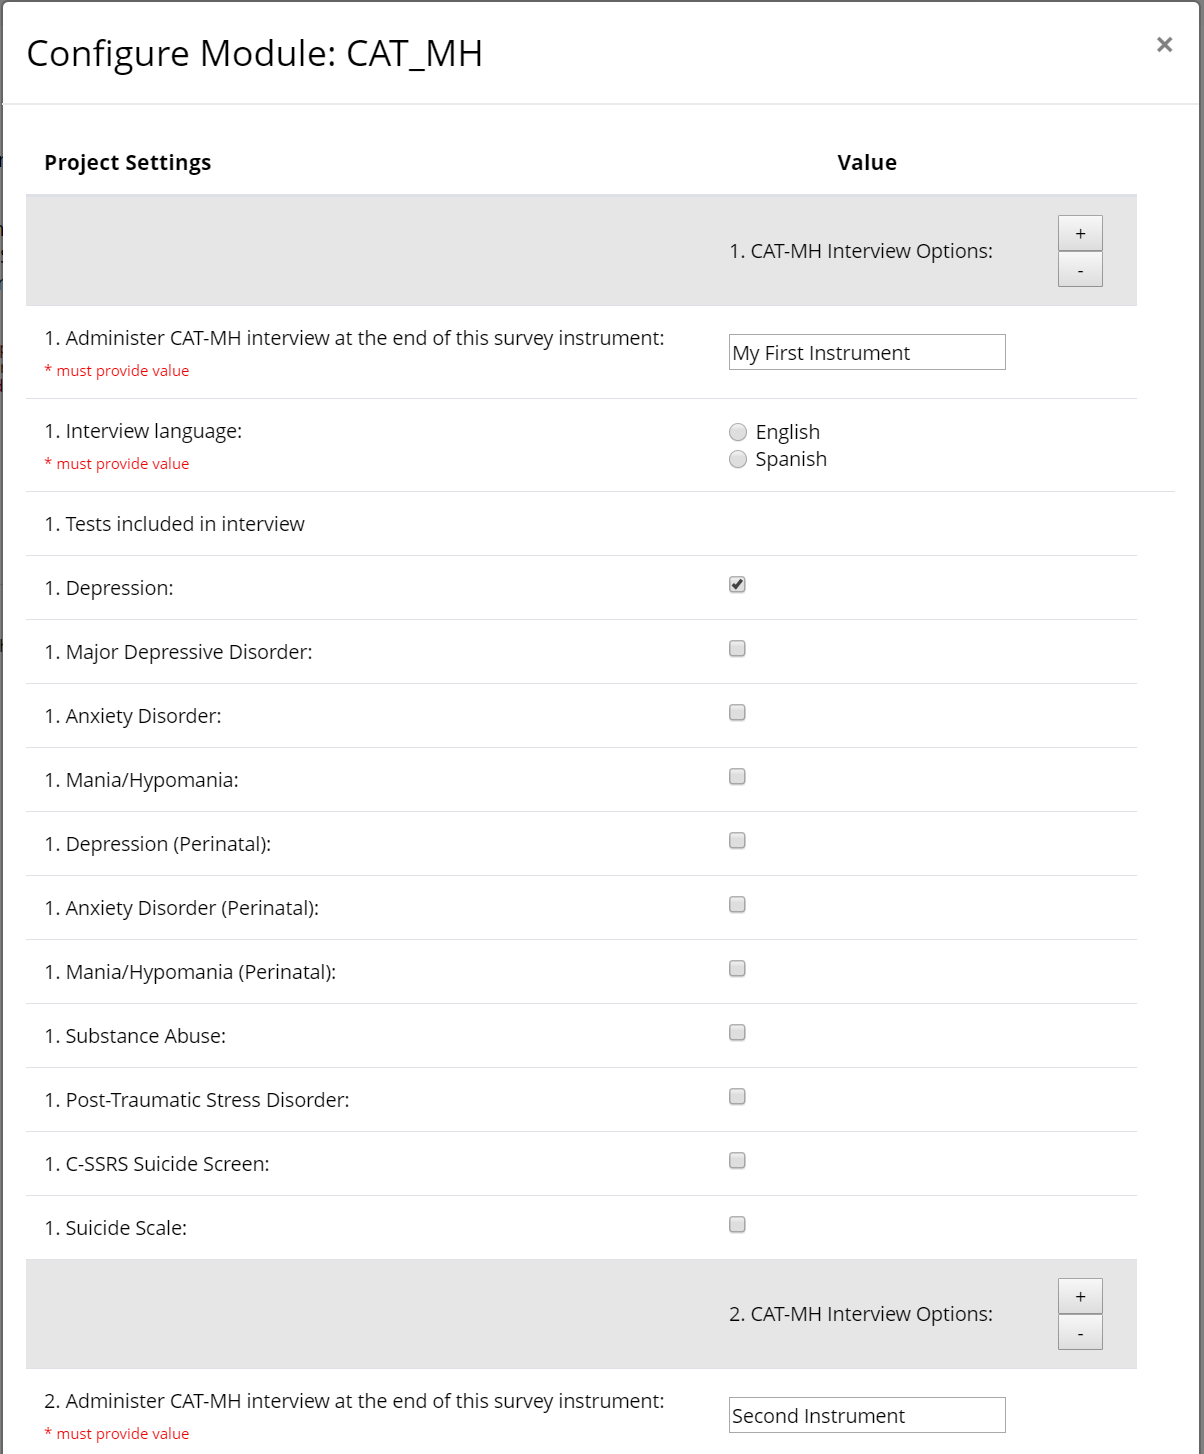 Configure Module: CAT_MH
×
Project Settings Value
1. CAT-MH Interview Options:
+
-
1. Administer CAT-MH interview at the end of this survey instrument:
* must provide value
My First Instrument
1. Interview language:
* must provide value
English
Spanish
1. Tests included in interview
1. Depression:
1. Major Depressive Disorder:
1. Anxiety Disorder:
1. Mania/Hypomania:
1. Depression (Perinatal):
1. Anxiety Disorder (Perinatal):
1. Mania/Hypomania (Perinatal):
1. Substance Abuse:
1. Post-Traumatic Stress Disorder:
1. C-SSRS Suicide Screen:
1. Suicide Scale:
2. CAT-MH Interview Options:
+
-
2. Administer CAT-MH interview at the end of this survey instrument:
* must provide value
Second Instrument